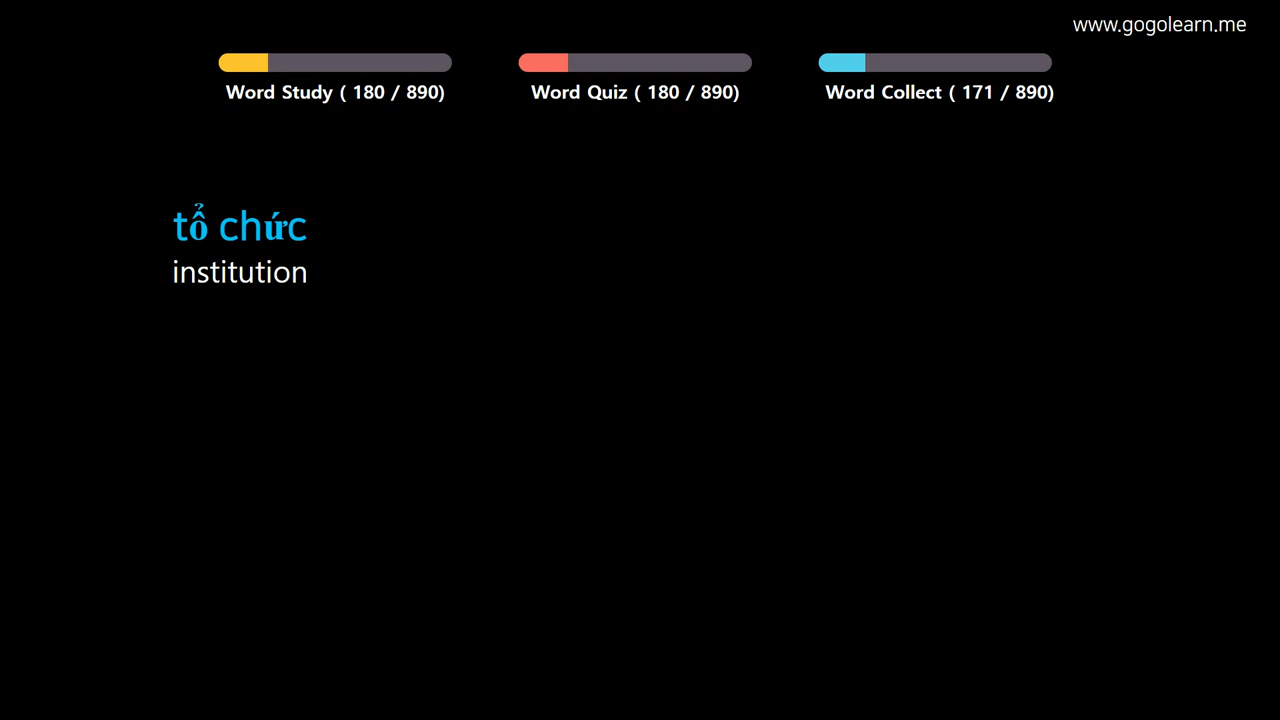 www.gogolearn.me
Word Study ( 180 / 890)
Word Quiz ( 180 / 890)
Word Collect ( 171 / 890)
tổ chức
institution